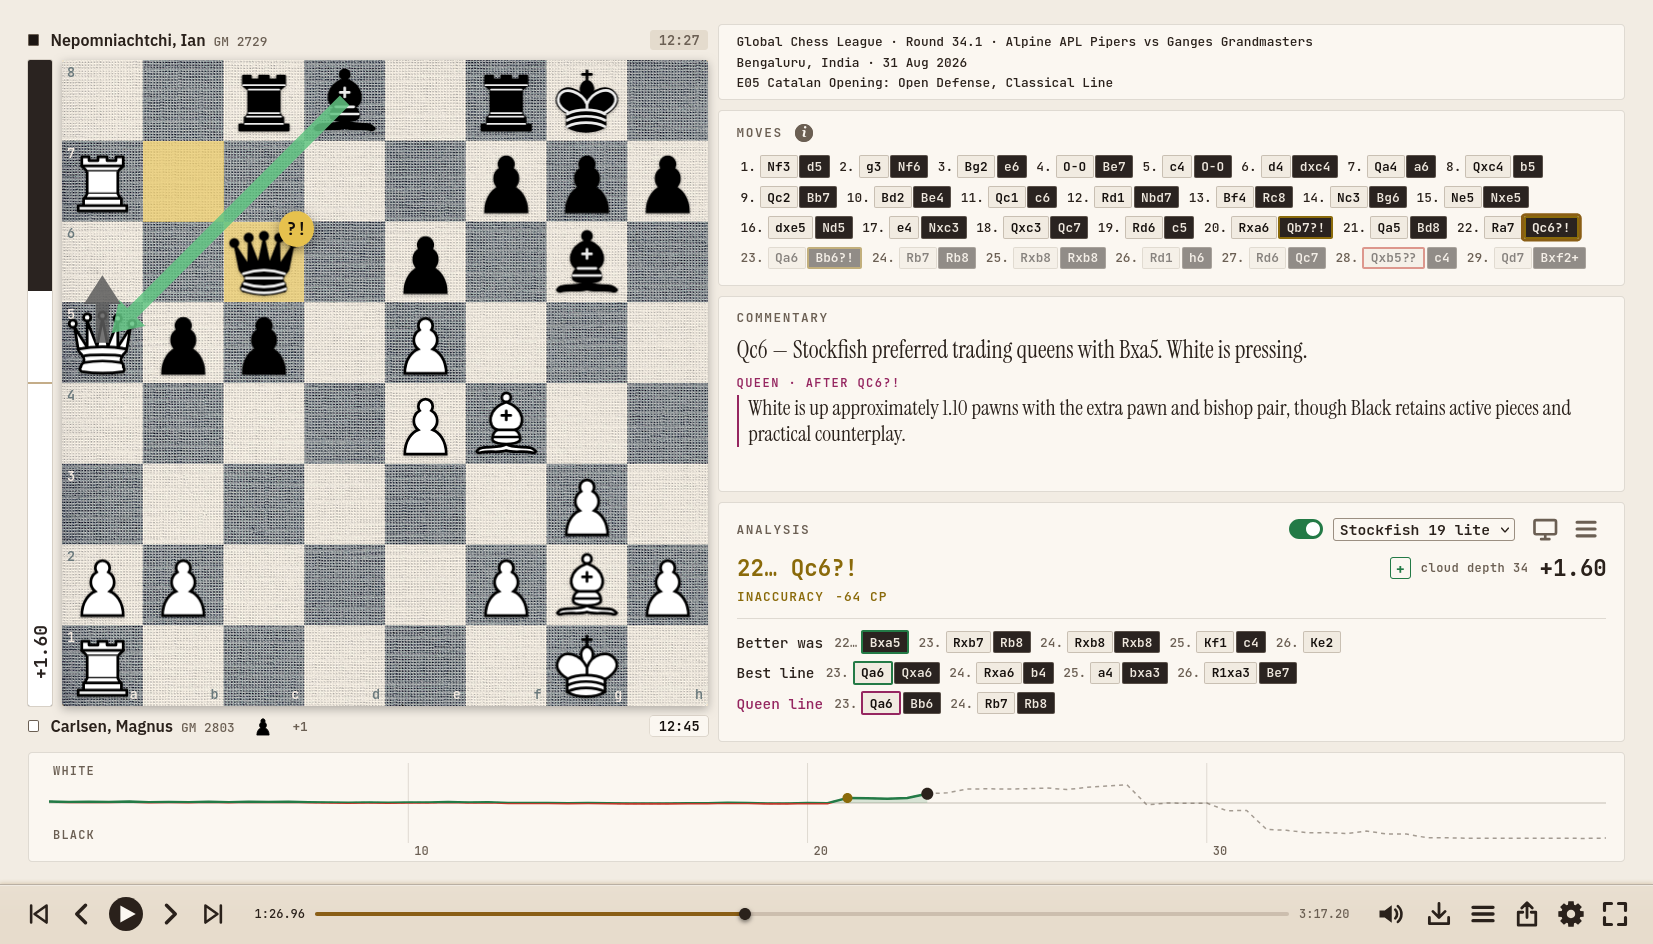 Nepomniachtchi, Ian GM 2729 12:27
8
7
6
5
4
3
2
1
a b c d e f g h
?!
+1.60
Carlsen, Magnus GM 2803 +1 12:45
Global Chess League · Round 34.1 · Alpine APL Pipers vs Ganges Grandmasters
Bengaluru, India · 31 Aug 2026
E05 Catalan Opening: Open Defense, Classical Line
MOVES i
1. Nf3 d5 2. g3 Nf6 3. Bg2 e6 4. O-O Be7 5. c4 O-O 6. d4 dxc4 7. Qa4 a6 8. Qxc4 b5
9. Qc2 Bb7 10. Bd2 Be4 11. Qc1 c6 12. Rd1 Nbd7 13. Bf4 Rc8 14. Nc3 Bg6 15. Ne5 Nxe5
16. dxe5 Nd5 17. e4 Nxc3 18. Qxc3 Qc7 19. Rd6 c5 20. Rxa6 Qb7?! 21. Qa5 Bd8 22. Ra7 Qc6?!
23. Qa6 Bb6?! 24. Rb7 Rb8 25. Rxb8 Rxb8 26. Rd1 h6 27. Rd6 Qc7 28. Qxb5?? c4 29. Qd7 Bxf2+
COMMENTARY
Qc6 — Stockfish preferred trading queens with Bxa5. White is pressing.
QUEEN · AFTER QC6?!
White is up approximately 1.10 pawns with the extra pawn and bishop pair, though Black retains active pieces and
practical counterplay.
ANALYSIS Stockfish 19 lite
22… Qc6?! + cloud depth 34 +1.60
INACCURACY -64 CP
Better was 22… Bxa5 23. Rxb7 Rb8 24. Rxb8 Rxb8 25. Kf1 c4 26. Ke2
Best line 23. Qa6 Qxa6 24. Rxa6 b4 25. a4 bxa3 26. R1xa3 Be7
Queen line 23. Qa6 Bb6 24. Rb7 Rb8
WHITE
BLACK
10 20 30
1:26.96 3:17.20